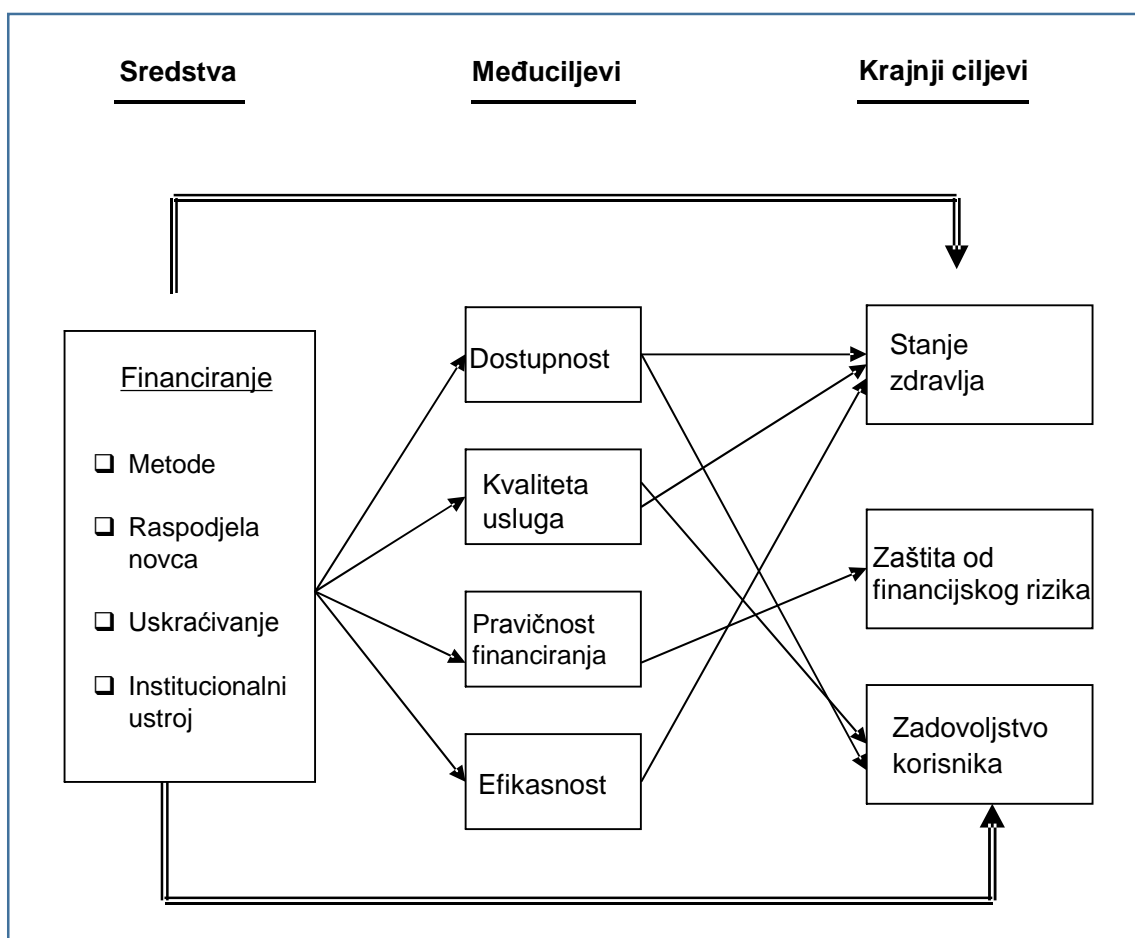 Sredstva
Međuciljevi
Krajnji ciljevi
Financiranje
Metode
Raspodjela
novca
Uskraćivanje
Institucionalni
ustroj
Dostupnost
Kvaliteta
usluga
Pravičnost
financiranja
Efikasnost
Stanje
zdravlja
Zaštita od
financijskog rizika
Zadovoljstvo
korisnika